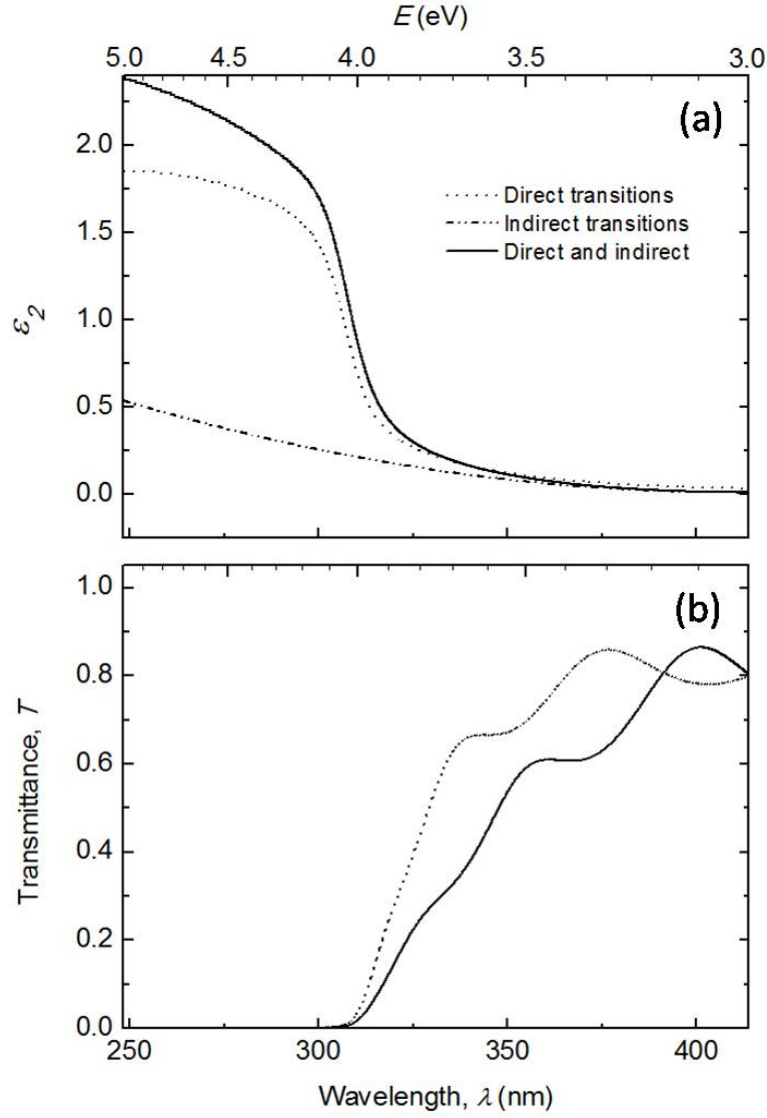 E (eV)
5.0 4.5 4.0 3.5 3.0
(a)
2.0
Direct transitions
Indirect transitions
1.5
Direct and indirect
ε2
1.0
0.5
0.0
1.0
(b)
0.8
Transmittance, T
0.6
0.4
0.2
0.0
250 300 350 400
Wavelength, λ (nm)